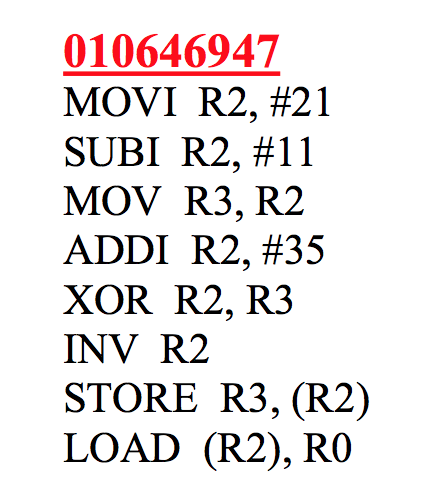 010646947
MOVI R2, #21
SUBI R2, #11
MOV R3, R2
ADDI R2, #35
XOR R2, R3
INV R2
STORE R3, (R2)
LOAD (R2), R0